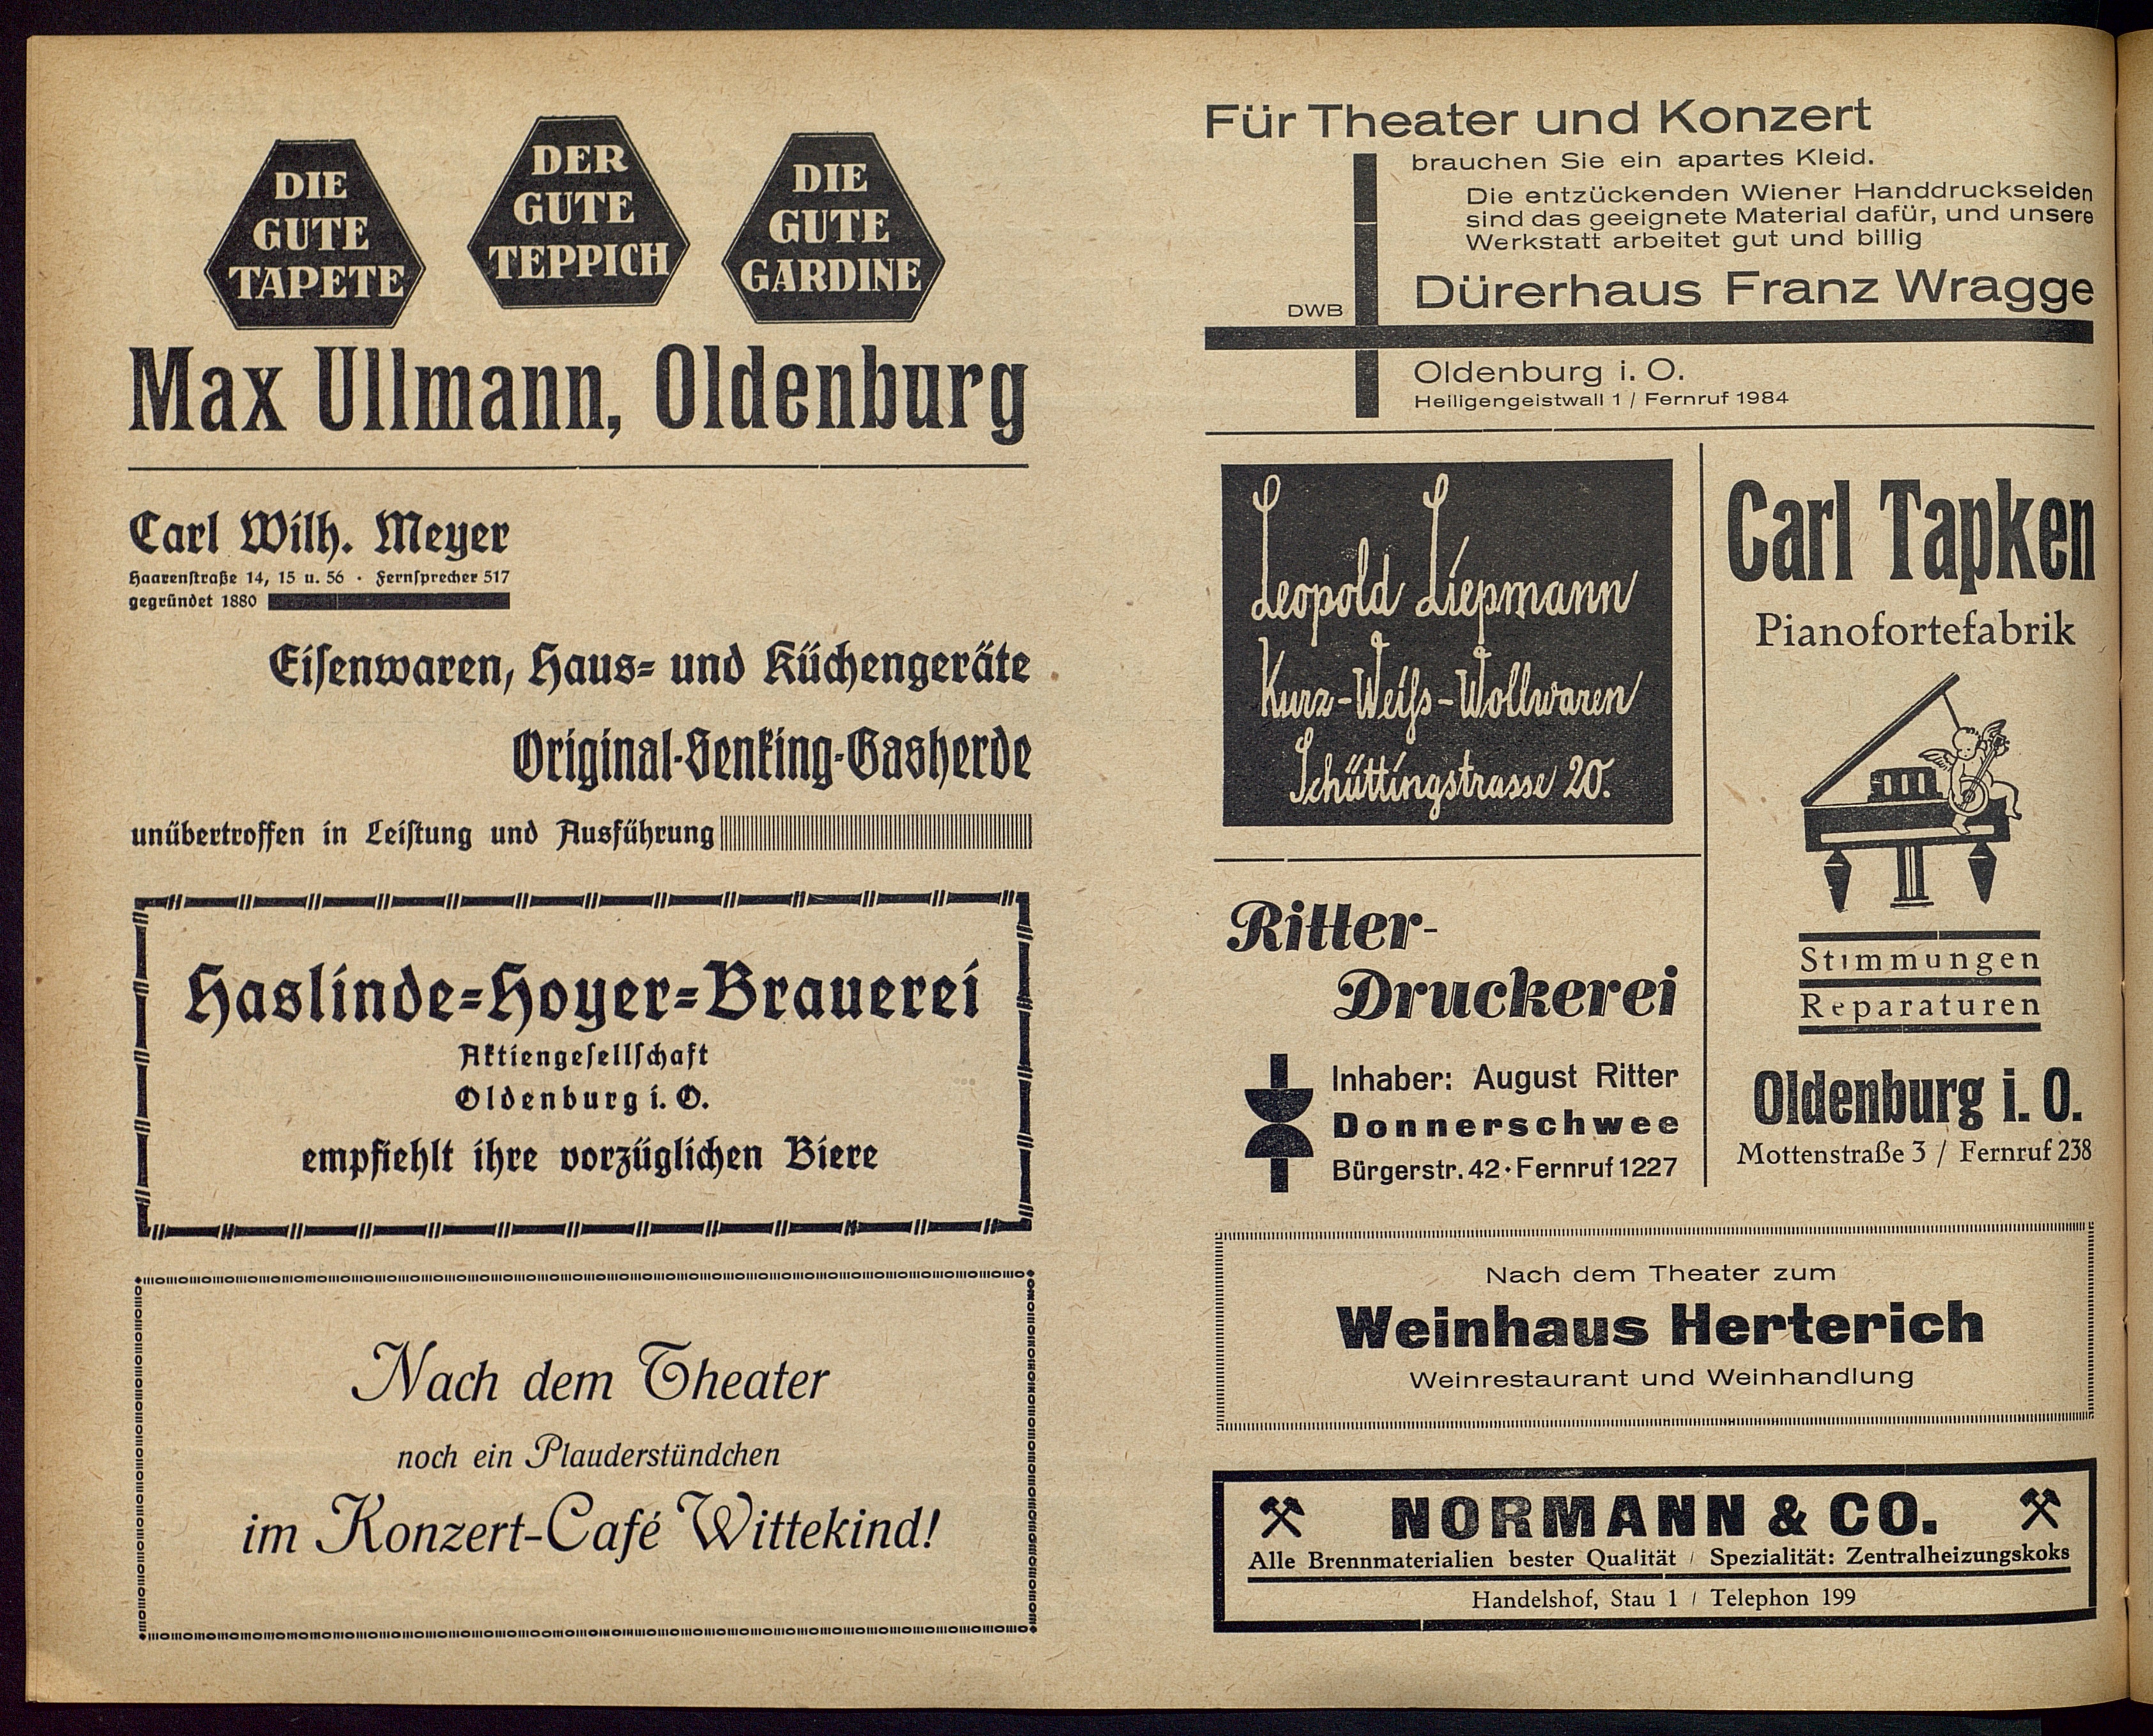 DIE
GUTE
TAPETE
DER
GUTE
TEPPICH
DIE
GUTE
GARDINE
Max Ullmann, Oldenburg
Carl Wilh. Meyer
Haarenſtraße 14, 15 u. 56 · Fernſprecher 517
gegründet 1880
Eiſenwaren, Haus- und Küchengeräte
Original-Senking-Gasherde
unübertroffen in Leiſtung und Ausführung
Haslinde-Hoyer-Brauerei
Aktiengeſellſchaft
Oldenburg i. O.
empfiehlt ihre vorzüglichen Biere
Nach dem Theater
noch ein Plauderstündchen
im Konzert-Café Wittekind!
Für Theater und Konzert
brauchen Sie ein apartes Kleid.
Die entzückenden Wiener Handdruckseiden
sind das geeignete Material dafür, und unsere
Werkstatt arbeitet gut und billig
DWB
Dürerhaus Franz Wragge
Oldenburg i. O.
Heiligengeistwall 1 / Fernruf 1984
Leopold Liepmann
Kurz-Weiſs-Wollwaren
Schüttingstrasse 20.
Ritter-
Druckerei
Inhaber: August Ritter
Donnerschwee
Bürgerstr. 42 · Fernruf 1227
Carl Tapken
Pianofortefabrik
Stimmungen
Reparaturen
Oldenburg i. O.
Mottenstraße 3 / Fernruf 238
Nach dem Theater zum
Weinhaus Herterich
Weinrestaurant und Weinhandlung
NORMANN & CO.
Alle Brennmaterialien bester Qualität / Spezialität: Zentralheizungskoks
Handelshof, Stau 1 / Telephon 199